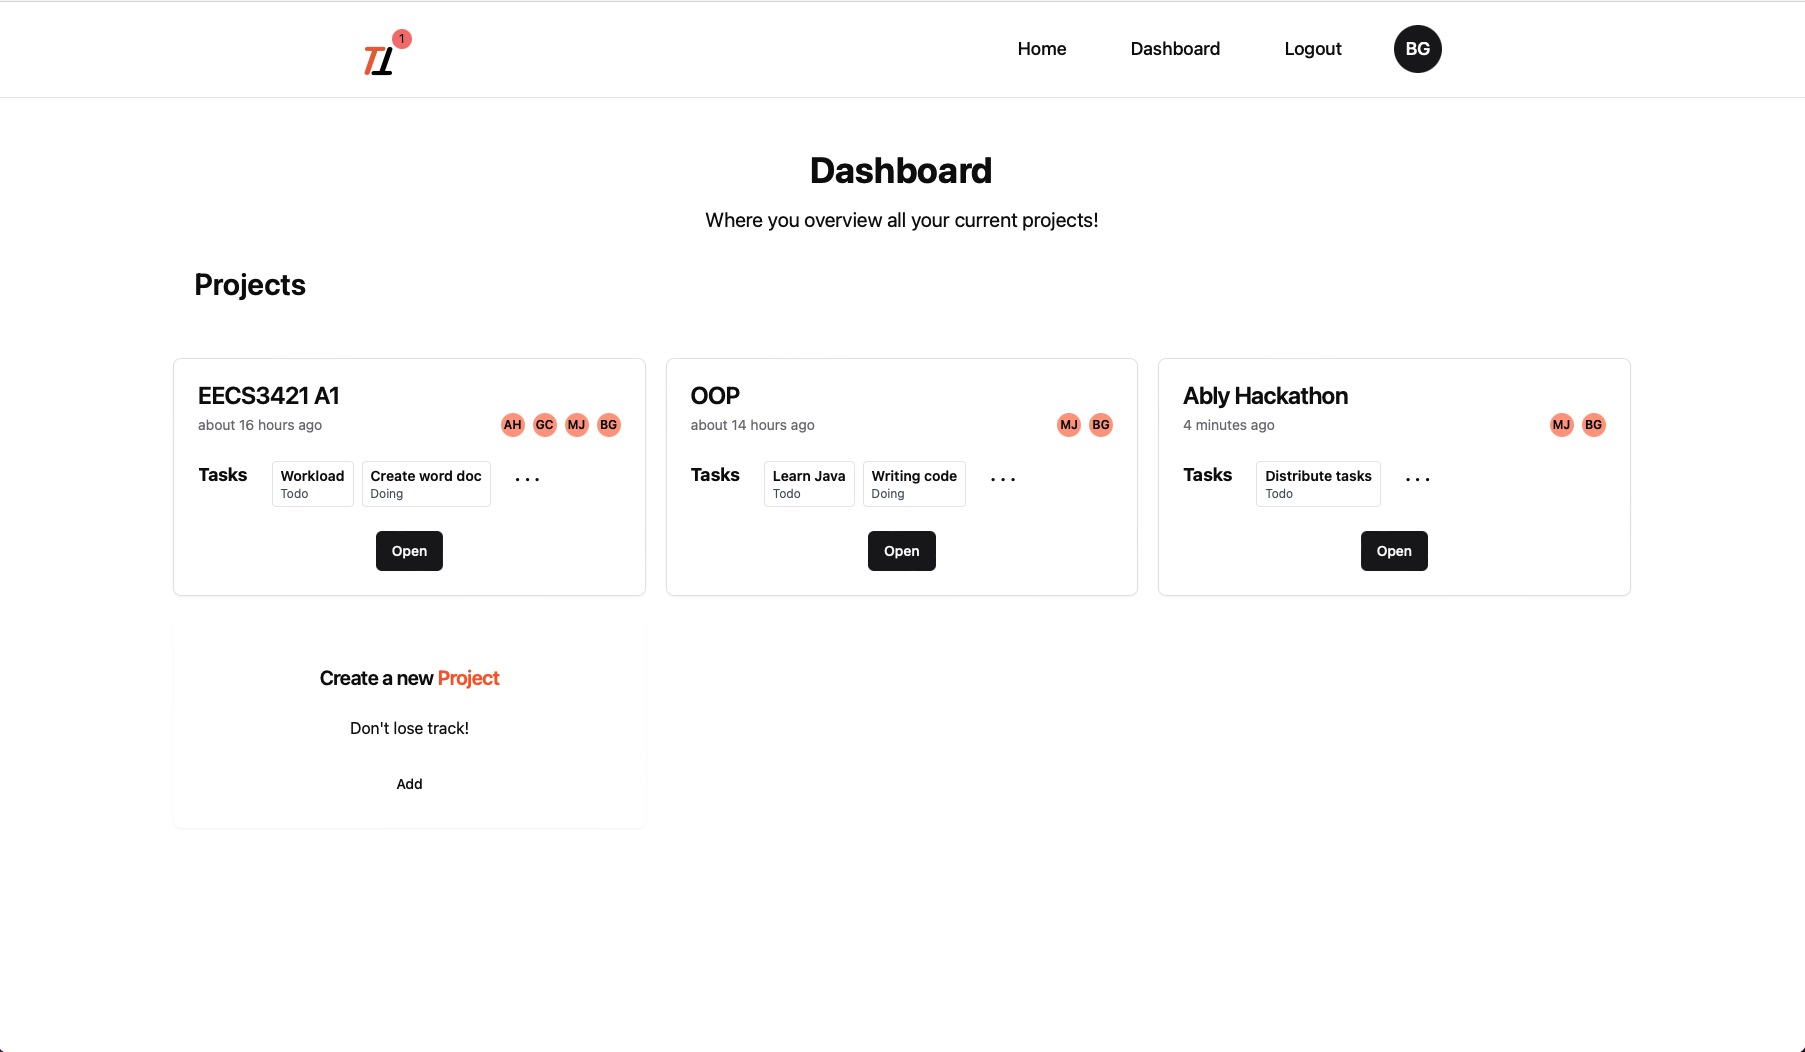 TL 1
Home Dashboard Logout BG
Dashboard
Where you overview all your current projects!
Projects
EECS3421 A1
about 16 hours ago AH GC MJ BG
Tasks Workload Create word doc ...
Todo Doing
Open
OOP
about 14 hours ago MJ BG
Tasks Learn Java Writing code ...
Todo Doing
Open
Ably Hackathon
4 minutes ago MJ BG
Tasks Distribute tasks ...
Todo
Open
Create a new Project
Don't lose track!
Add